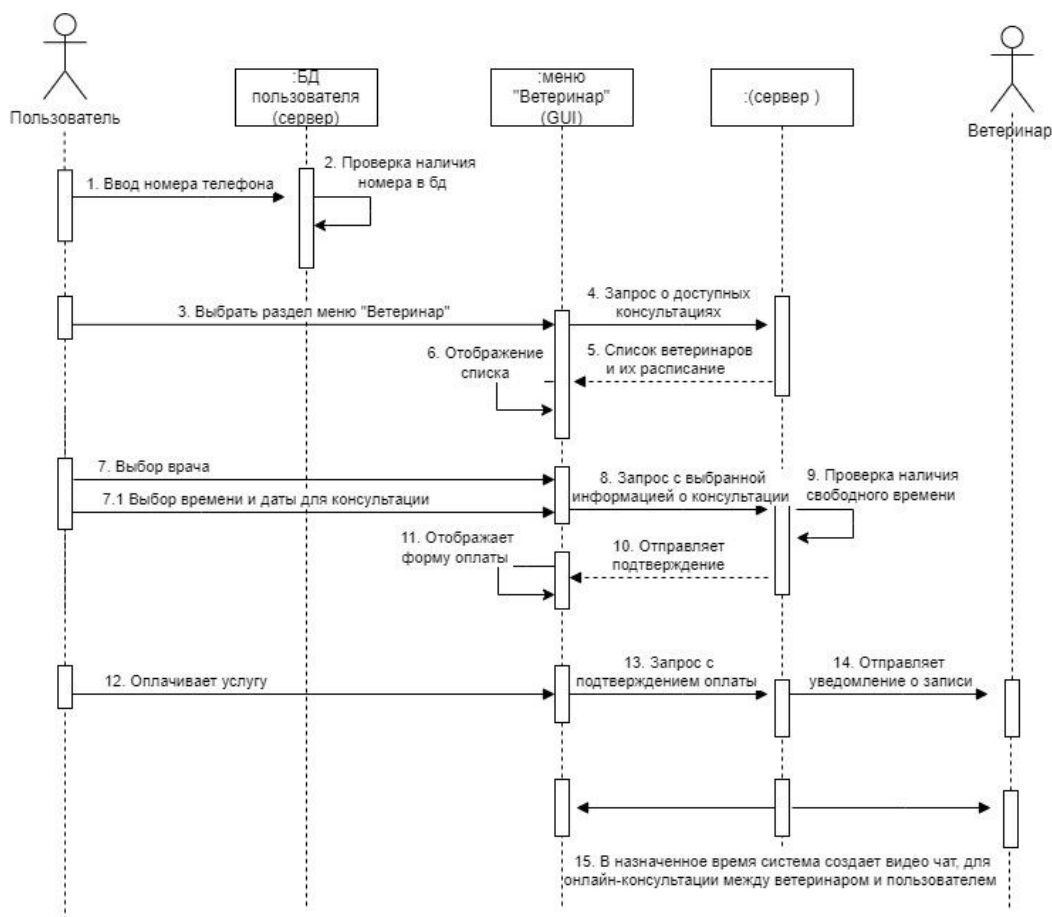 Пользователь
:БД
пользователя
(сервер)
:меню
"Ветеринар"
(GUI)
:(сервер )
Ветеринар
1. Ввод номера телефона
2. Проверка наличия
номера в бд
3. Выбрать раздел меню "Ветеринар"
4. Запрос о доступных
консультациях
5. Список ветеринаров
и их расписание
6. Отображение
списка
7. Выбор врача
7.1 Выбор времени и даты для консультации
8. Запрос с выбранной
информацией о консультации
9. Проверка наличия
свободного времени
10. Отправляет
подтверждение
11. Отображает
форму оплаты
12. Оплачивает услугу
13. Запрос с
подтверждением оплаты
14. Отправляет
уведомление о записи
15. В назначенное время система создает видео чат, для
онлайн-консультации между ветеринаром и пользователем